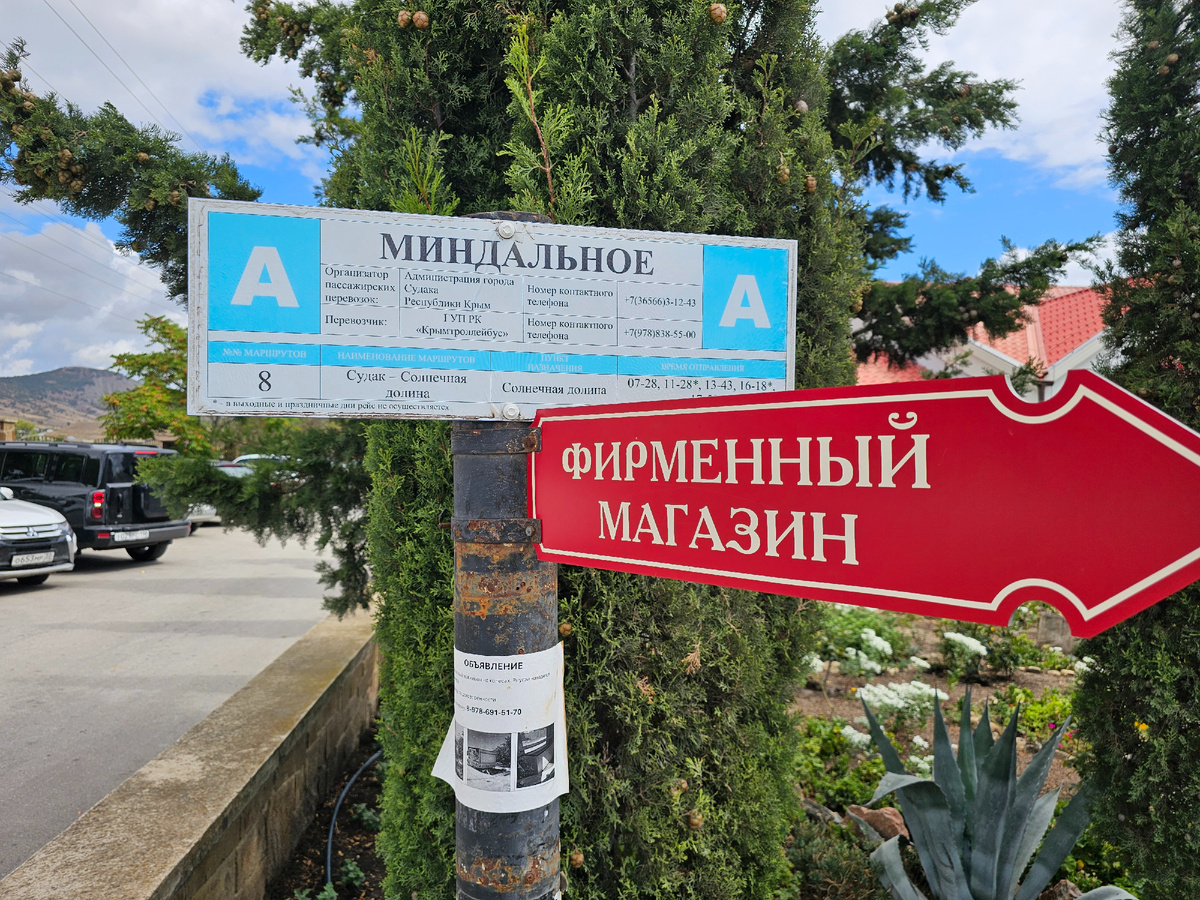 МИНДАЛЬНОЕ
А
А
Организатор пассажирских перевозок:
Администрация города Судака Республики Крым
Номер контактного телефона
+7(36566)3-12-43
Перевозчик:
ГУП РК «Крымтроллейбус»
Номер контактного телефона
+7(978)838-55-00
№№ МАРШРУТОВ
НАИМЕНОВАНИЕ МАРШРУТОВ
ПУНКТ НАЗНАЧЕНИЯ
ВРЕМЯ ОТПРАВЛЕНИЯ
8
Судак – Солнечная долина
Солнечная долина
07-28, 11-28*, 13-43, 16-18*,
* в выходные и праздничные дни рейс не осуществляется
ФИРМЕННЫЙ
МАГАЗИН
ОБЪЯВЛЕНИЕ
8-978-691-51-70